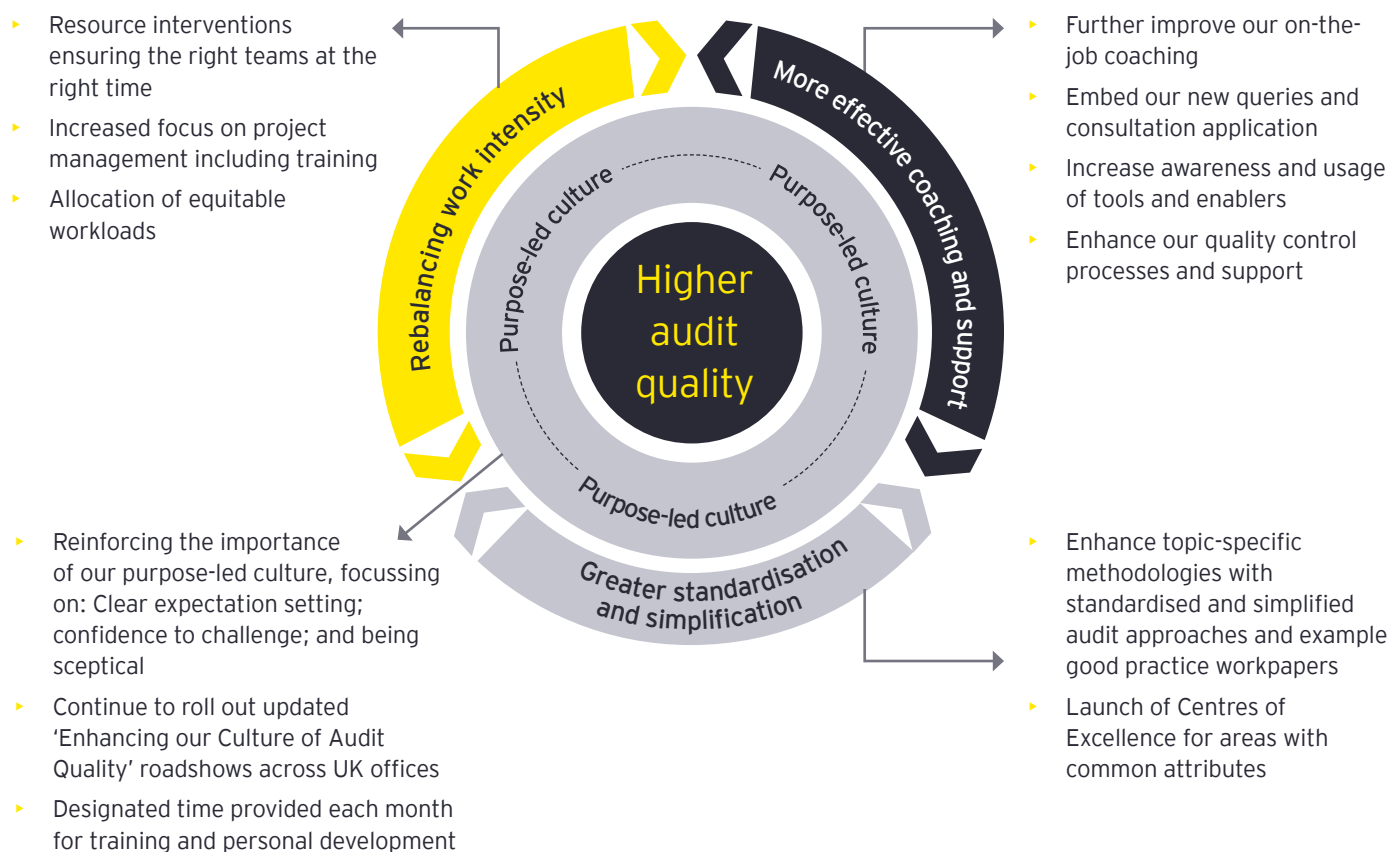 Resource interventions
ensuring the right teams at the
right time
Increased focus on project
management including training
Allocation of equitable
workloads
Further improve our on-the-
job coaching
Embed our new queries and
consultation application
Increase awareness and usage
of tools and enablers
Enhance our quality control
processes and support
Rebalancing work intensity
More effective coaching and support
Purpose-led culture
Purpose-led culture
Higher
audit
quality
Purpose-led culture
Greater standardisation
and simplification
Reinforcing the importance
of our purpose-led culture, focussing
on: Clear expectation setting;
confidence to challenge; and being
sceptical
Continue to roll out updated
‘Enhancing our Culture of Audit
Quality’ roadshows across UK offices
Designated time provided each month
for training and personal development
Enhance topic-specific
methodologies with
standardised and simplified
audit approaches and example
good practice workpapers
Launch of Centres of
Excellence for areas with
common attributes